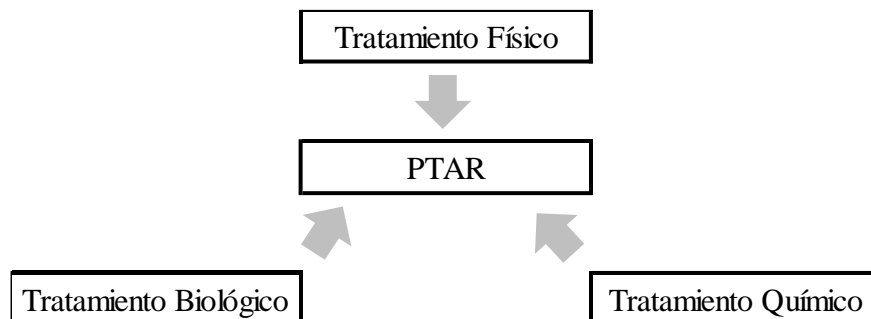 Tratamiento Físico
PTAR
Tratamiento Biológico
Tratamiento Químico